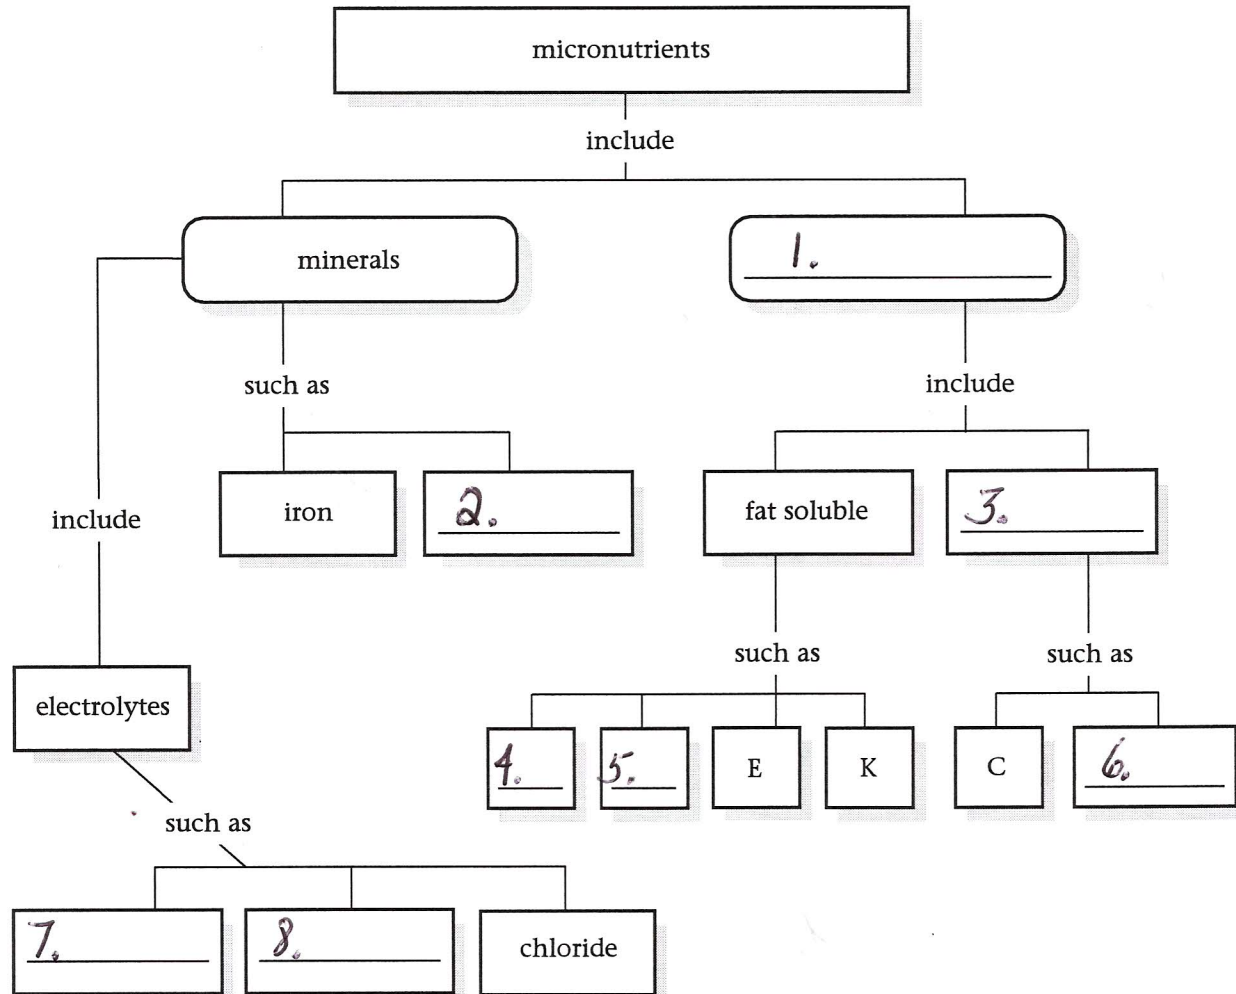 micronutrients
include
minerals
1.
such as
include
iron
2.
fat soluble
3.
include
such as
such as
electrolytes
4.
5.
E
K
C
6.
such as
7.
8.
chloride